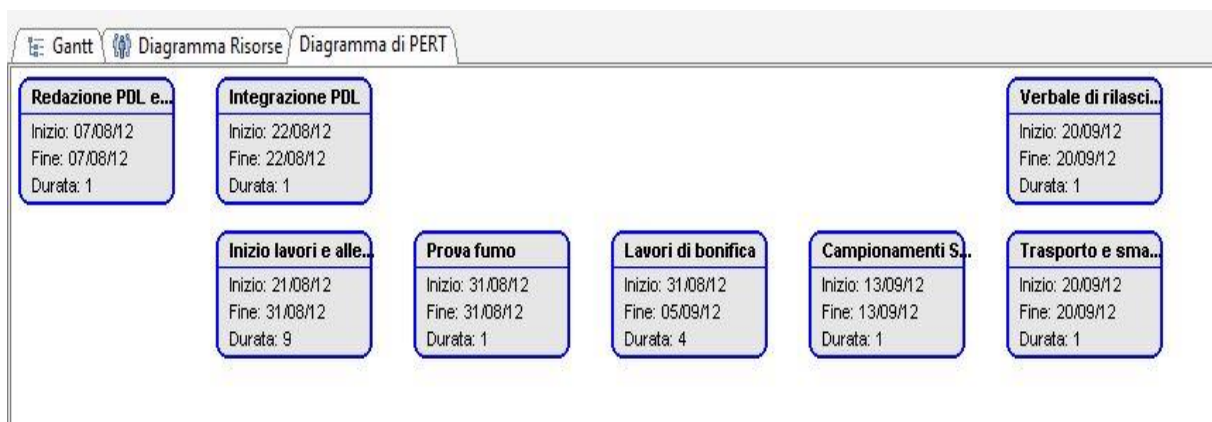 Gantt
Diagramma Risorse
Diagramma di PERT
Redazione PDL e...
Inizio: 07/08/12
Fine: 07/08/12
Durata: 1
Integrazione PDL
Inizio: 22/08/12
Fine: 22/08/12
Durata: 1
Verbale di rilasci...
Inizio: 20/09/12
Fine: 20/09/12
Durata: 1
Inizio lavori e alle...
Inizio: 21/08/12
Fine: 31/08/12
Durata: 9
Prova fumo
Inizio: 31/08/12
Fine: 31/08/12
Durata: 1
Lavori di bonifica
Inizio: 31/08/12
Fine: 05/09/12
Durata: 4
Campionamenti S...
Inizio: 13/09/12
Fine: 13/09/12
Durata: 1
Trasporto e sma...
Inizio: 20/09/12
Fine: 20/09/12
Durata: 1